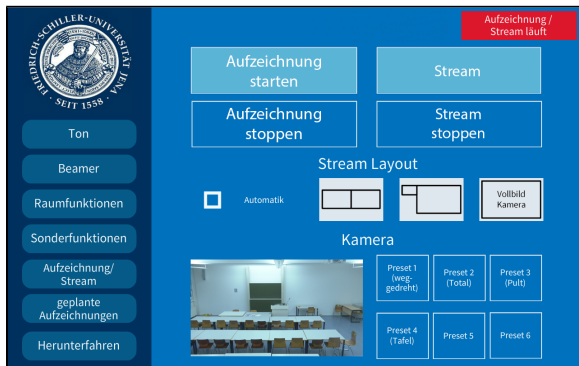 FRIEDRICH-SCHILLER-UNIVERSITÄT JENA
SEIT 1558
Ton
Beamer
Raumfunktionen
Sonderfunktionen
Aufzeichnung/
Stream
geplante
Aufzeichnungen
Herunterfahren
Aufzeichnung /
Stream läuft
Aufzeichnung
starten
Stream
Aufzeichnung
stoppen
Stream
stoppen
Stream Layout
Automatik
Vollbild
Kamera
Kamera
Preset 1
(weg-
gedreht)
Preset 2
(Total)
Preset 3
(Pult)
Preset 4
(Tafel)
Preset 5
Preset 6